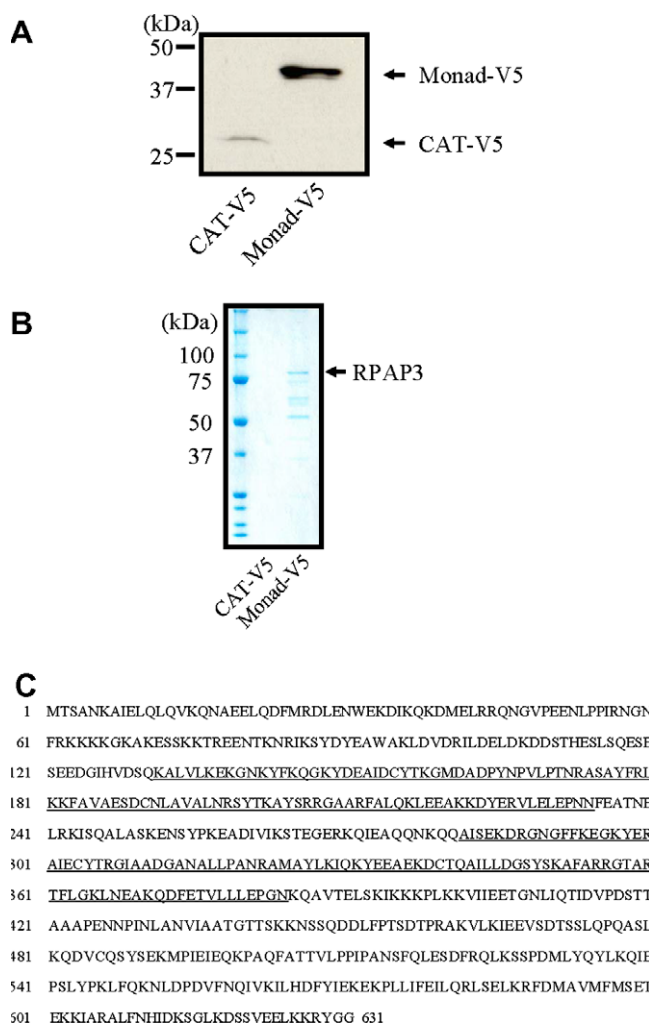 A
(kDa)
50
37
25
Monad-V5
CAT-V5
CAT-V5
Monad-V5
B
(kDa)
100
75
50
37
RPAP3
CAT-V5
Monad-V5
C
1 MTSANKAIELQLQVKQNAEELQDFMRDLENWEKDIKQKDMELRRQNGVPEENLPPIRNGN
61 FRKKKKGKAKESSKKTREENTKNRIKSYDYEAWAKLDVDRILDELDKDDSTHESLSQESE
121 SEEDGIHVDSQKALVLKEKGNKYFKQGKYDEAIDCYTKGMDADPYNPVLPTNRASAYFRL
181 KKFAVAESDCNLAVALNRSYTKAYSRRGAARFALQKLEEAKKDYERVLELEPNNFEATNE
241 LRKISQALASKENSYPKEADIVIKSTEGERKQIEAQQNKQQAISEKDRGNGFFKEGKYER
301 AIECYTRGIAADGANALLPANRAMAYLKIQKYEEAEKDCTQAILLDGSYSKAFARRGTAR
361 TFLGKLNEAKQDFETVLLLEPGNKQAVTELSKIKKKPLKKVIIEETGNLIQTIDVPDSTT
421 AAAPENNPINLANVIAATGTTSKKNSSQDDLFPTSDTPRAKVLKIEEVSDTSSLQPQASL
481 KQDVCQSYSEKMPIEIEQKPAQFATTVLPPIPANSFQLESDFRQLKSSPDMLYQYLKQIE
541 PSLYPKLFQKNLDPDVFNQIVKILHDFYIEKEKPLLIFEILQRLSELKRFDMAVMFMSET
601 EKKIARALFNHIDKSGLKDSSVEELKKRYGG 631